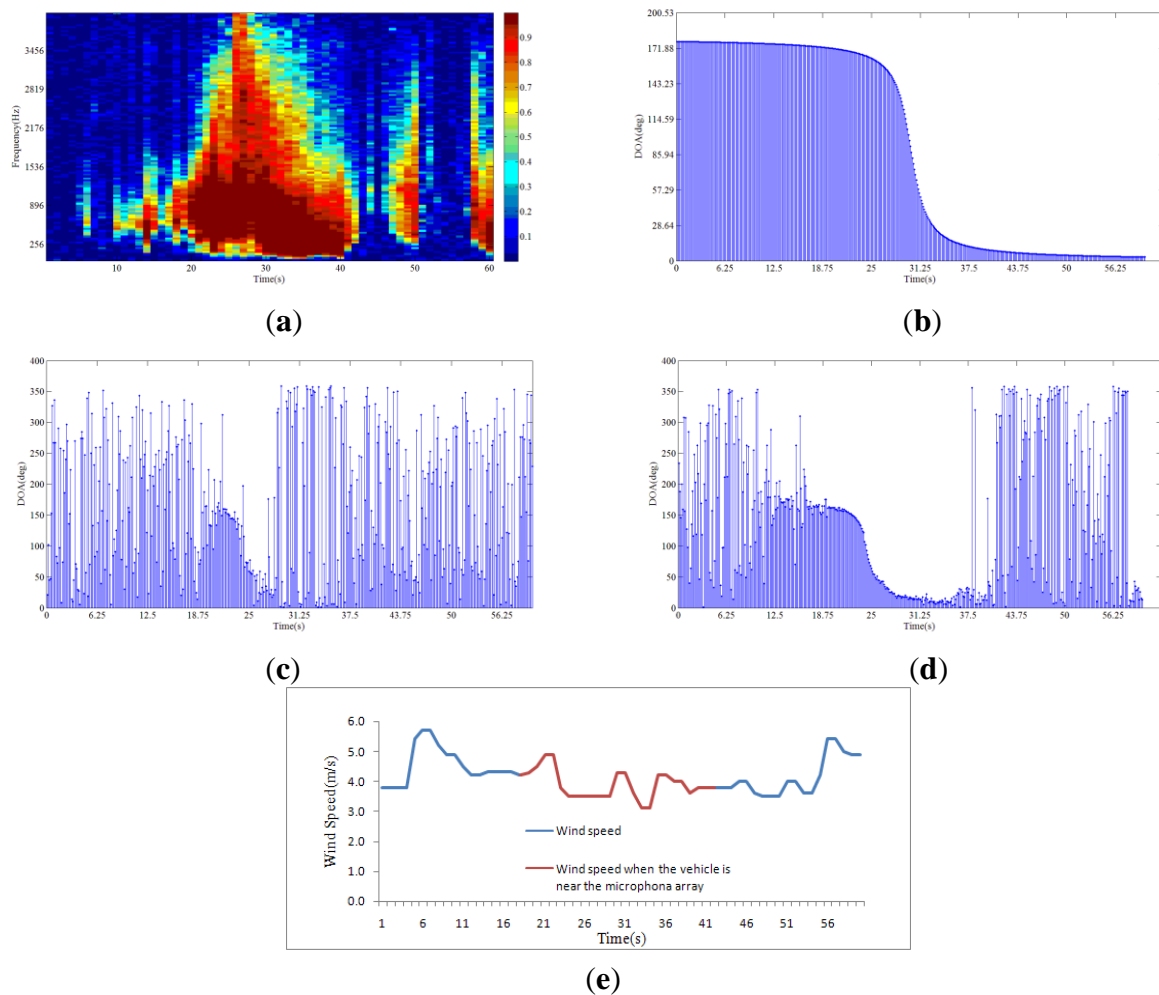 3456
2819
2176
1536
896
256
Frequency(Hz)
10 20 30 40 50 60
Time(s)
0.9
0.8
0.7
0.6
0.5
0.4
0.3
0.2
0.1
(a)
200.53
171.88
143.23
114.59
85.94
57.29
28.64
0
DOA(deg)
0 6.25 12.5 18.75 25 31.25 37.5 43.75 50 56.25
Time(s)
(b)
400
350
300
250
200
150
100
50
0
DOA(deg)
0 6.25 12.5 18.75 25 31.25 37.5 43.75 50 56.25
Time(s)
(c)
400
350
300
250
200
150
100
50
0
DOA(deg)
0 6.25 12.5 18.75 25 31.25 37.5 43.75 50 56.25
Time(s)
(d)
6.0
5.0
4.0
3.0
2.0
1.0
0.0
Wind Speed(m/s)
Wind speed
Wind speed when the vehicle is
near the microphona array
1 6 11 16 21 26 31 36 41 46 51 56
Time(s)
(e)